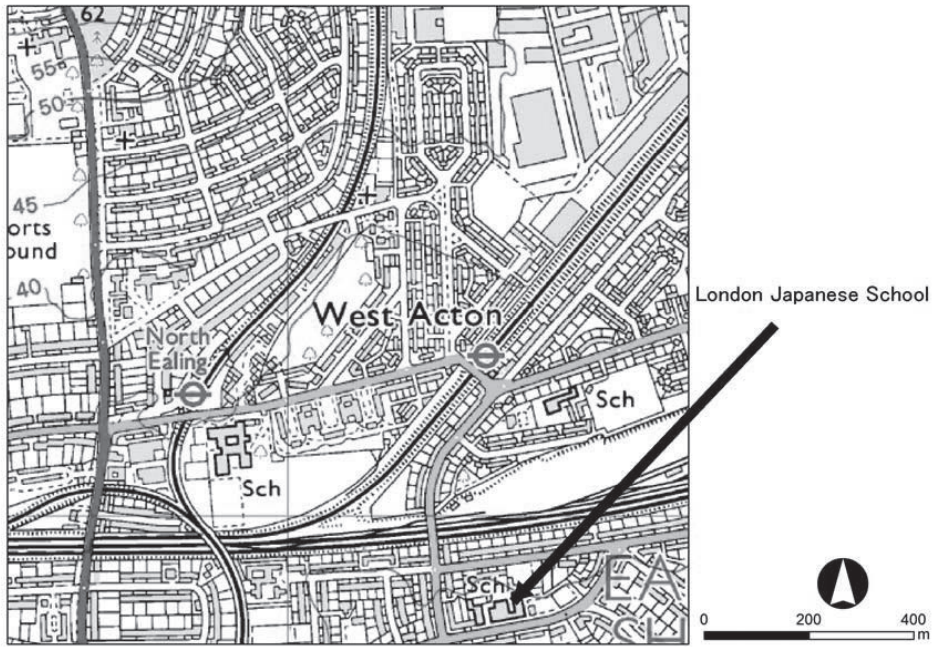 62
55
50
45
orts
ound
40
North
Ealing
West Acton
London Japanese School
Sch
Sch
Sch
EA
0 200 400
m